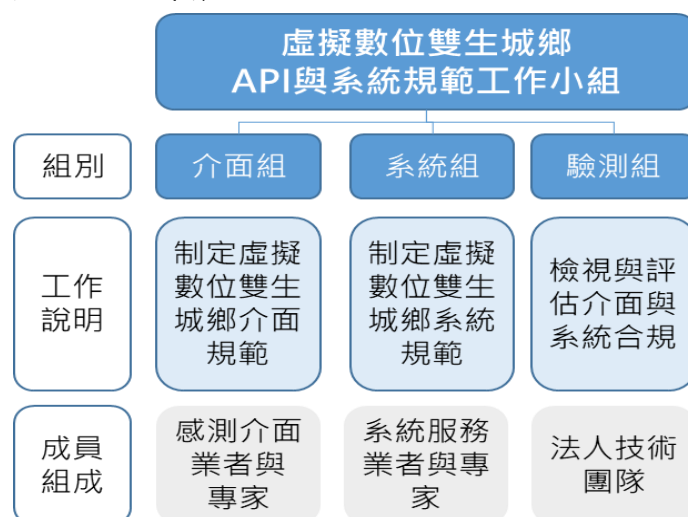 虛擬數位雙生城鄉
API與系統規範工作小組
組別
介面組
系統組
驗測組
工作
說明
制定虛擬
數位雙生
城鄉介面
規範
制定虛擬
數位雙生
城鄉系統
規範
檢視與評
估介面與
系統合規
成員
組成
感測介面
業者與
專家
系統服務
業者與專
家
法人技術
團隊